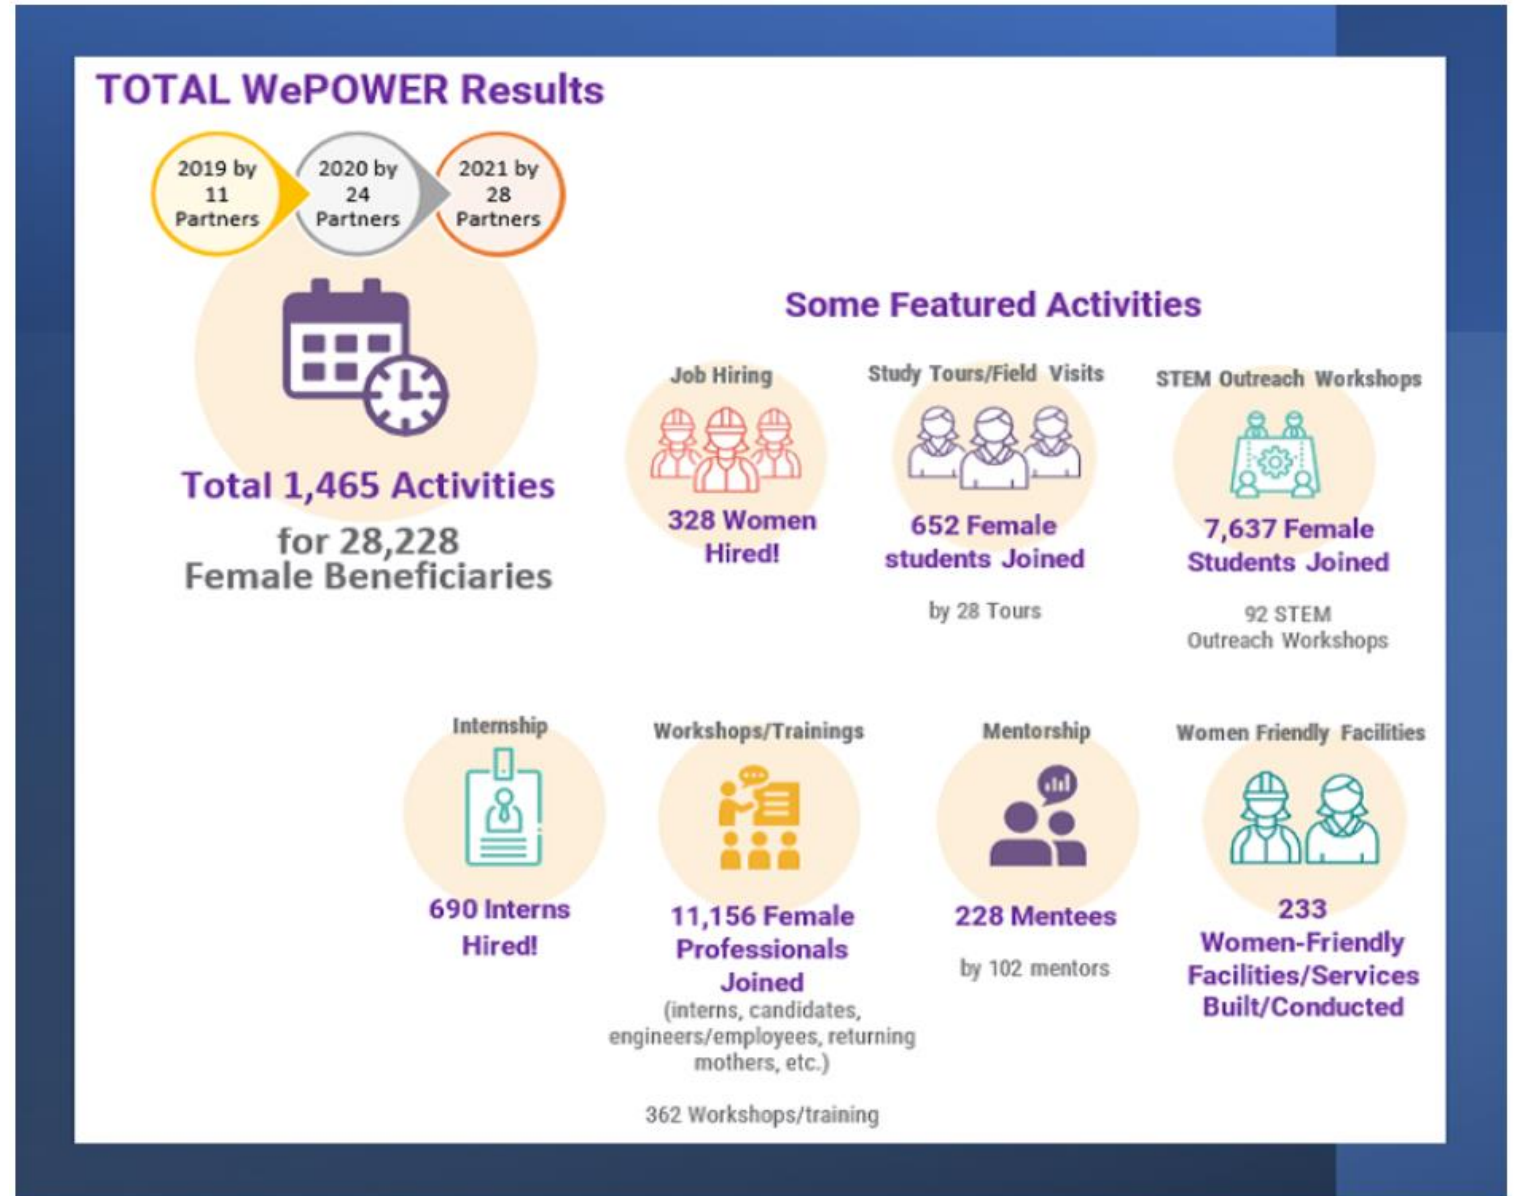 TOTAL WePOWER Results
2019 by
11
Partners
2020 by
24
Partners
2021 by
28
Partners
Total 1,465 Activities
for 28,228
Female Beneficiaries
Some Featured Activities
Job Hiring
328 Women
Hired!
Study Tours/Field Visits
652 Female
students Joined
by 28 Tours
STEM Outreach Workshops
7,637 Female
Students Joined
92 STEM
Outreach Workshops
Internship
690 Interns
Hired!
Workshops/Trainings
11,156 Female
Professionals
Joined
(interns, candidates,
engineers/employees, returning
mothers, etc.)
362 Workshops/training
Mentorship
228 Mentees
by 102 mentors
Women Friendly Facilities
233
Women-Friendly
Facilities/Services
Built/Conducted